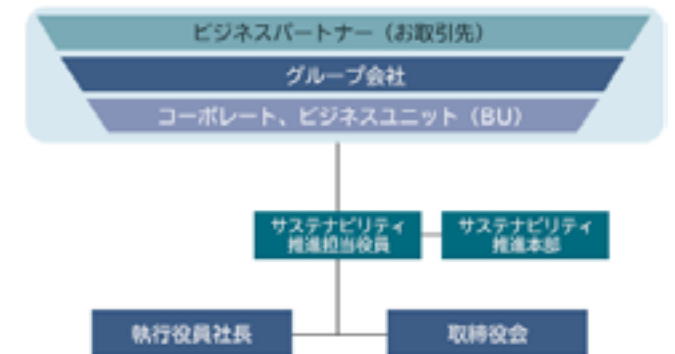 ビジネスパートナー（お取引先）
グループ会社
コーポレート、ビジネスユニット（BU）
サステナビリティ
推進担当役員
サステナビリティ
推進本部
執行役員社長
取締役会